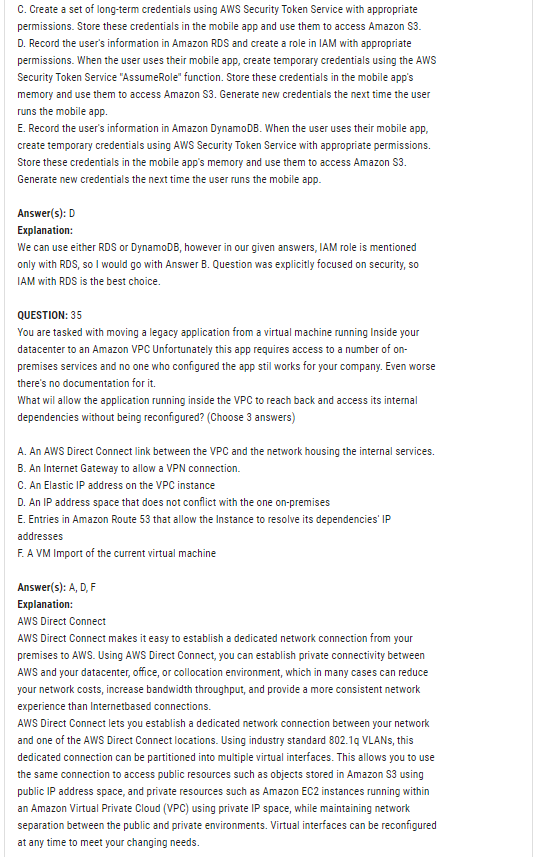 C. Create a set of long-term credentials using AWS Security Token Service with appropriate
permissions. Store these credentials in the mobile app and use them to access Amazon S3.
D. Record the user's information in Amazon RDS and create a role in IAM with appropriate
permissions. When the user uses their mobile app, create temporary credentials using the AWS
Security Token Service "AssumeRole" function. Store these credentials in the mobile app's
memory and use them to access Amazon S3. Generate new credentials the next time the user
runs the mobile app.
E. Record the user's information in Amazon DynamoDB. When the user uses their mobile app,
create temporary credentials using AWS Security Token Service with appropriate permissions.
Store these credentials in the mobile app's memory and use them to access Amazon S3.
Generate new credentials the next time the user runs the mobile app.
Answer(s): D
Explanation:
We can use either RDS or DynamoDB, however in our given answers, IAM role is mentioned
only with RDS, so I would go with Answer B. Question was explicitly focused on security, so
IAM with RDS is the best choice.
QUESTION: 35
You are tasked with moving a legacy application from a virtual machine running Inside your
datacenter to an Amazon VPC Unfortunately this app requires access to a number of on-
premises services and no one who configured the app stil works for your company. Even worse
there's no documentation for it.
What wil allow the application running inside the VPC to reach back and access its internal
dependencies without being reconfigured? (Choose 3 answers)
A. An AWS Direct Connect link between the VPC and the network housing the internal services.
B. An Internet Gateway to allow a VPN connection.
C. An Elastic IP address on the VPC instance
D. An IP address space that does not conflict with the one on-premises
E. Entries in Amazon Route 53 that allow the Instance to resolve its dependencies' IP
addresses
F. A VM Import of the current virtual machine
Answer(s): A, D, F
Explanation:
AWS Direct Connect
AWS Direct Connect makes it easy to establish a dedicated network connection from your
premises to AWS. Using AWS Direct Connect, you can establish private connectivity between
AWS and your datacenter, office, or collocation environment, which in many cases can reduce
your network costs, increase bandwidth throughput, and provide a more consistent network
experience than Internetbased connections.
AWS Direct Connect lets you establish a dedicated network connection between your network
and one of the AWS Direct Connect locations. Using industry standard 802.1q VLANs, this
dedicated connection can be partitioned into multiple virtual interfaces. This allows you to use
the same connection to access public resources such as objects stored in Amazon S3 using
public IP address space, and private resources such as Amazon EC2 instances running within
an Amazon Virtual Private Cloud (VPC) using private IP space, while maintaining network
separation between the public and private environments. Virtual interfaces can be reconfigured
at any time to meet your changing needs.